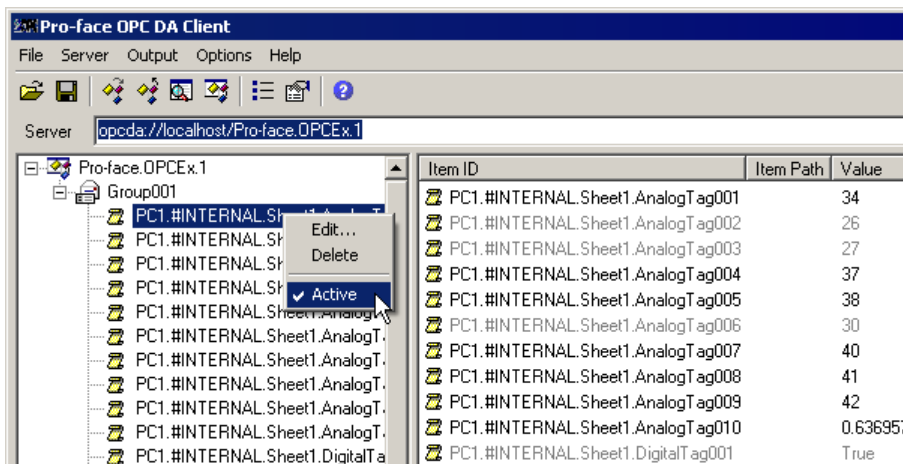 Pro-face OPC DA Client
File Server Output Options Help
Server opcda://localhost/Pro-face.OPCEx.1
Pro-face.OPCEx.1
Group001
PC1.#INTERNAL.Sheet1.AnalogT
PC1.#INTERNAL.Sh
PC1.#INTERNAL.Sh
PC1.#INTERNAL.Sh
PC1.#INTERNAL.Sheet1.Analog
PC1.#INTERNAL.Sheet1.AnalogT
PC1.#INTERNAL.Sheet1.AnalogT
PC1.#INTERNAL.Sheet1.AnalogT
PC1.#INTERNAL.Sheet1.AnalogT
PC1.#INTERNAL.Sheet1.AnalogT
PC1.#INTERNAL.Sheet1.DigitalTa
Edit...
Delete
Active
Item ID Item Path Value
PC1.#INTERNAL.Sheet1.AnalogTag001 34
PC1.#INTERNAL.Sheet1.AnalogTag002 26
PC1.#INTERNAL.Sheet1.AnalogTag003 27
PC1.#INTERNAL.Sheet1.AnalogTag004 37
PC1.#INTERNAL.Sheet1.AnalogTag005 38
PC1.#INTERNAL.Sheet1.AnalogTag006 30
PC1.#INTERNAL.Sheet1.AnalogTag007 40
PC1.#INTERNAL.Sheet1.AnalogTag008 41
PC1.#INTERNAL.Sheet1.AnalogTag009 42
PC1.#INTERNAL.Sheet1.AnalogTag010 0.636957
PC1.#INTERNAL.Sheet1.DigitalTag001 True